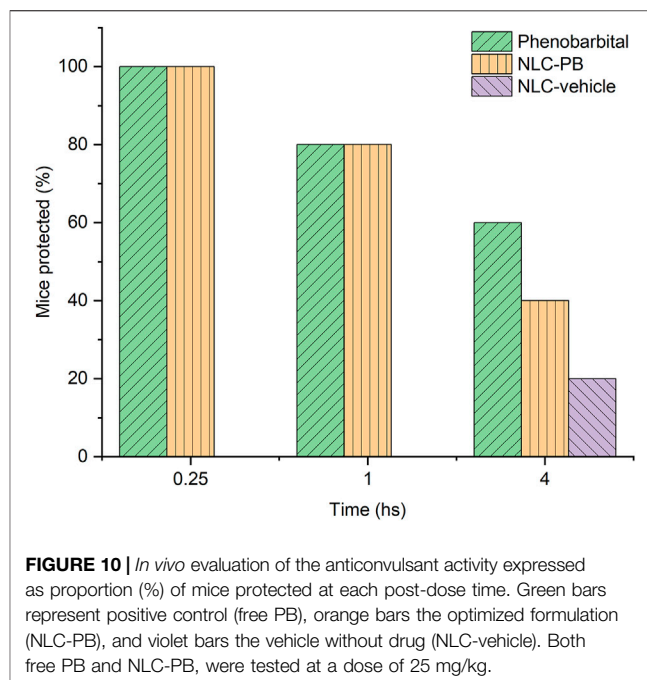 Phenobarbital
NLC-PB
NLC-vehicle
100
80
60
40
20
0
Mice protected (%)
0.25
1
4
Time (hs)
FIGURE 10 | In vivo evaluation of the anticonvulsant activity expressed
as proportion (%) of mice protected at each post-dose time. Green bars
represent positive control (free PB), orange bars the optimized formulation
(NLC-PB), and violet bars the vehicle without drug (NLC-vehicle). Both
free PB and NLC-PB, were tested at a dose of 25 mg/kg.